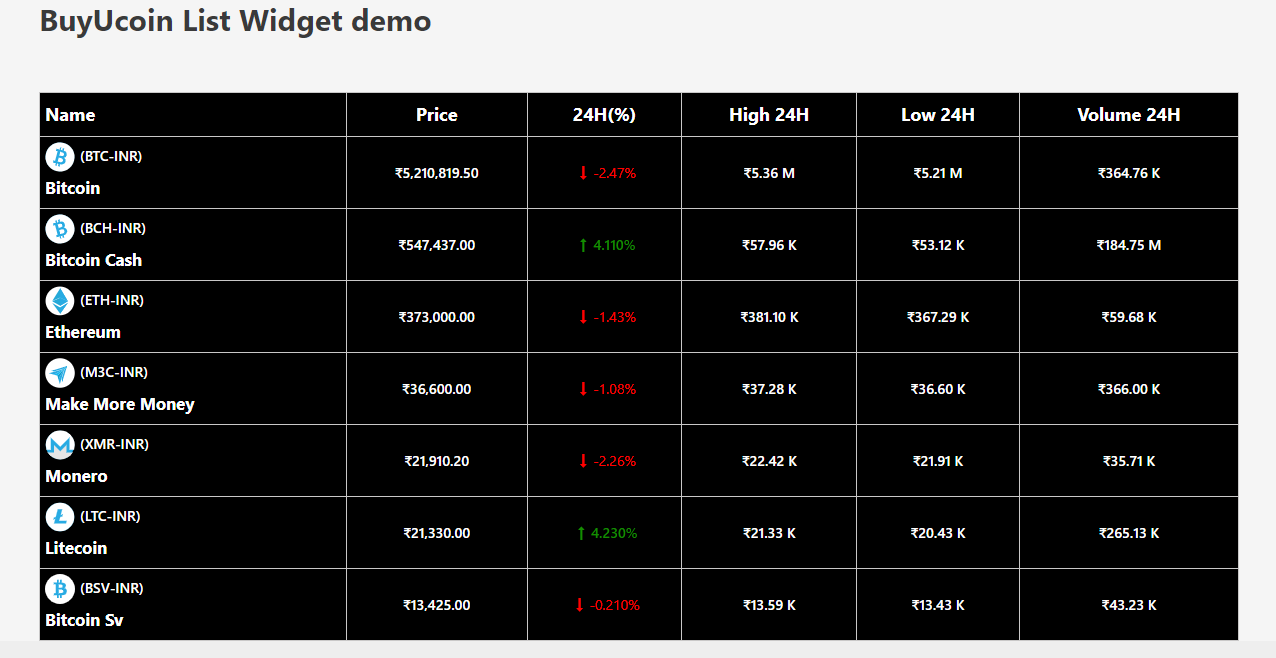 BuyUcoin List Widget demo
Name Price 24H(%) High 24H Low 24H Volume 24H
(BTC-INR)
Bitcoin
₹5,210,819.50 -2.47% ₹5.36 M ₹5.21 M ₹364.76 K
(BCH-INR)
Bitcoin Cash
₹547,437.00 4.110% ₹57.96 K ₹53.12 K ₹184.75 M
(ETH-INR)
Ethereum
₹373,000.00 -1.43% ₹381.10 K ₹367.29 K ₹59.68 K
(M3C-INR)
Make More Money
₹36,600.00 -1.08% ₹37.28 K ₹36.60 K ₹366.00 K
(XMR-INR)
Monero
₹21,910.20 -2.26% ₹22.42 K ₹21.91 K ₹35.71 K
(LTC-INR)
Litecoin
₹21,330.00 4.230% ₹21.33 K ₹20.43 K ₹265.13 K
(BSV-INR)
Bitcoin Sv
₹13,425.00 -0.210% ₹13.59 K ₹13.43 K ₹43.23 K